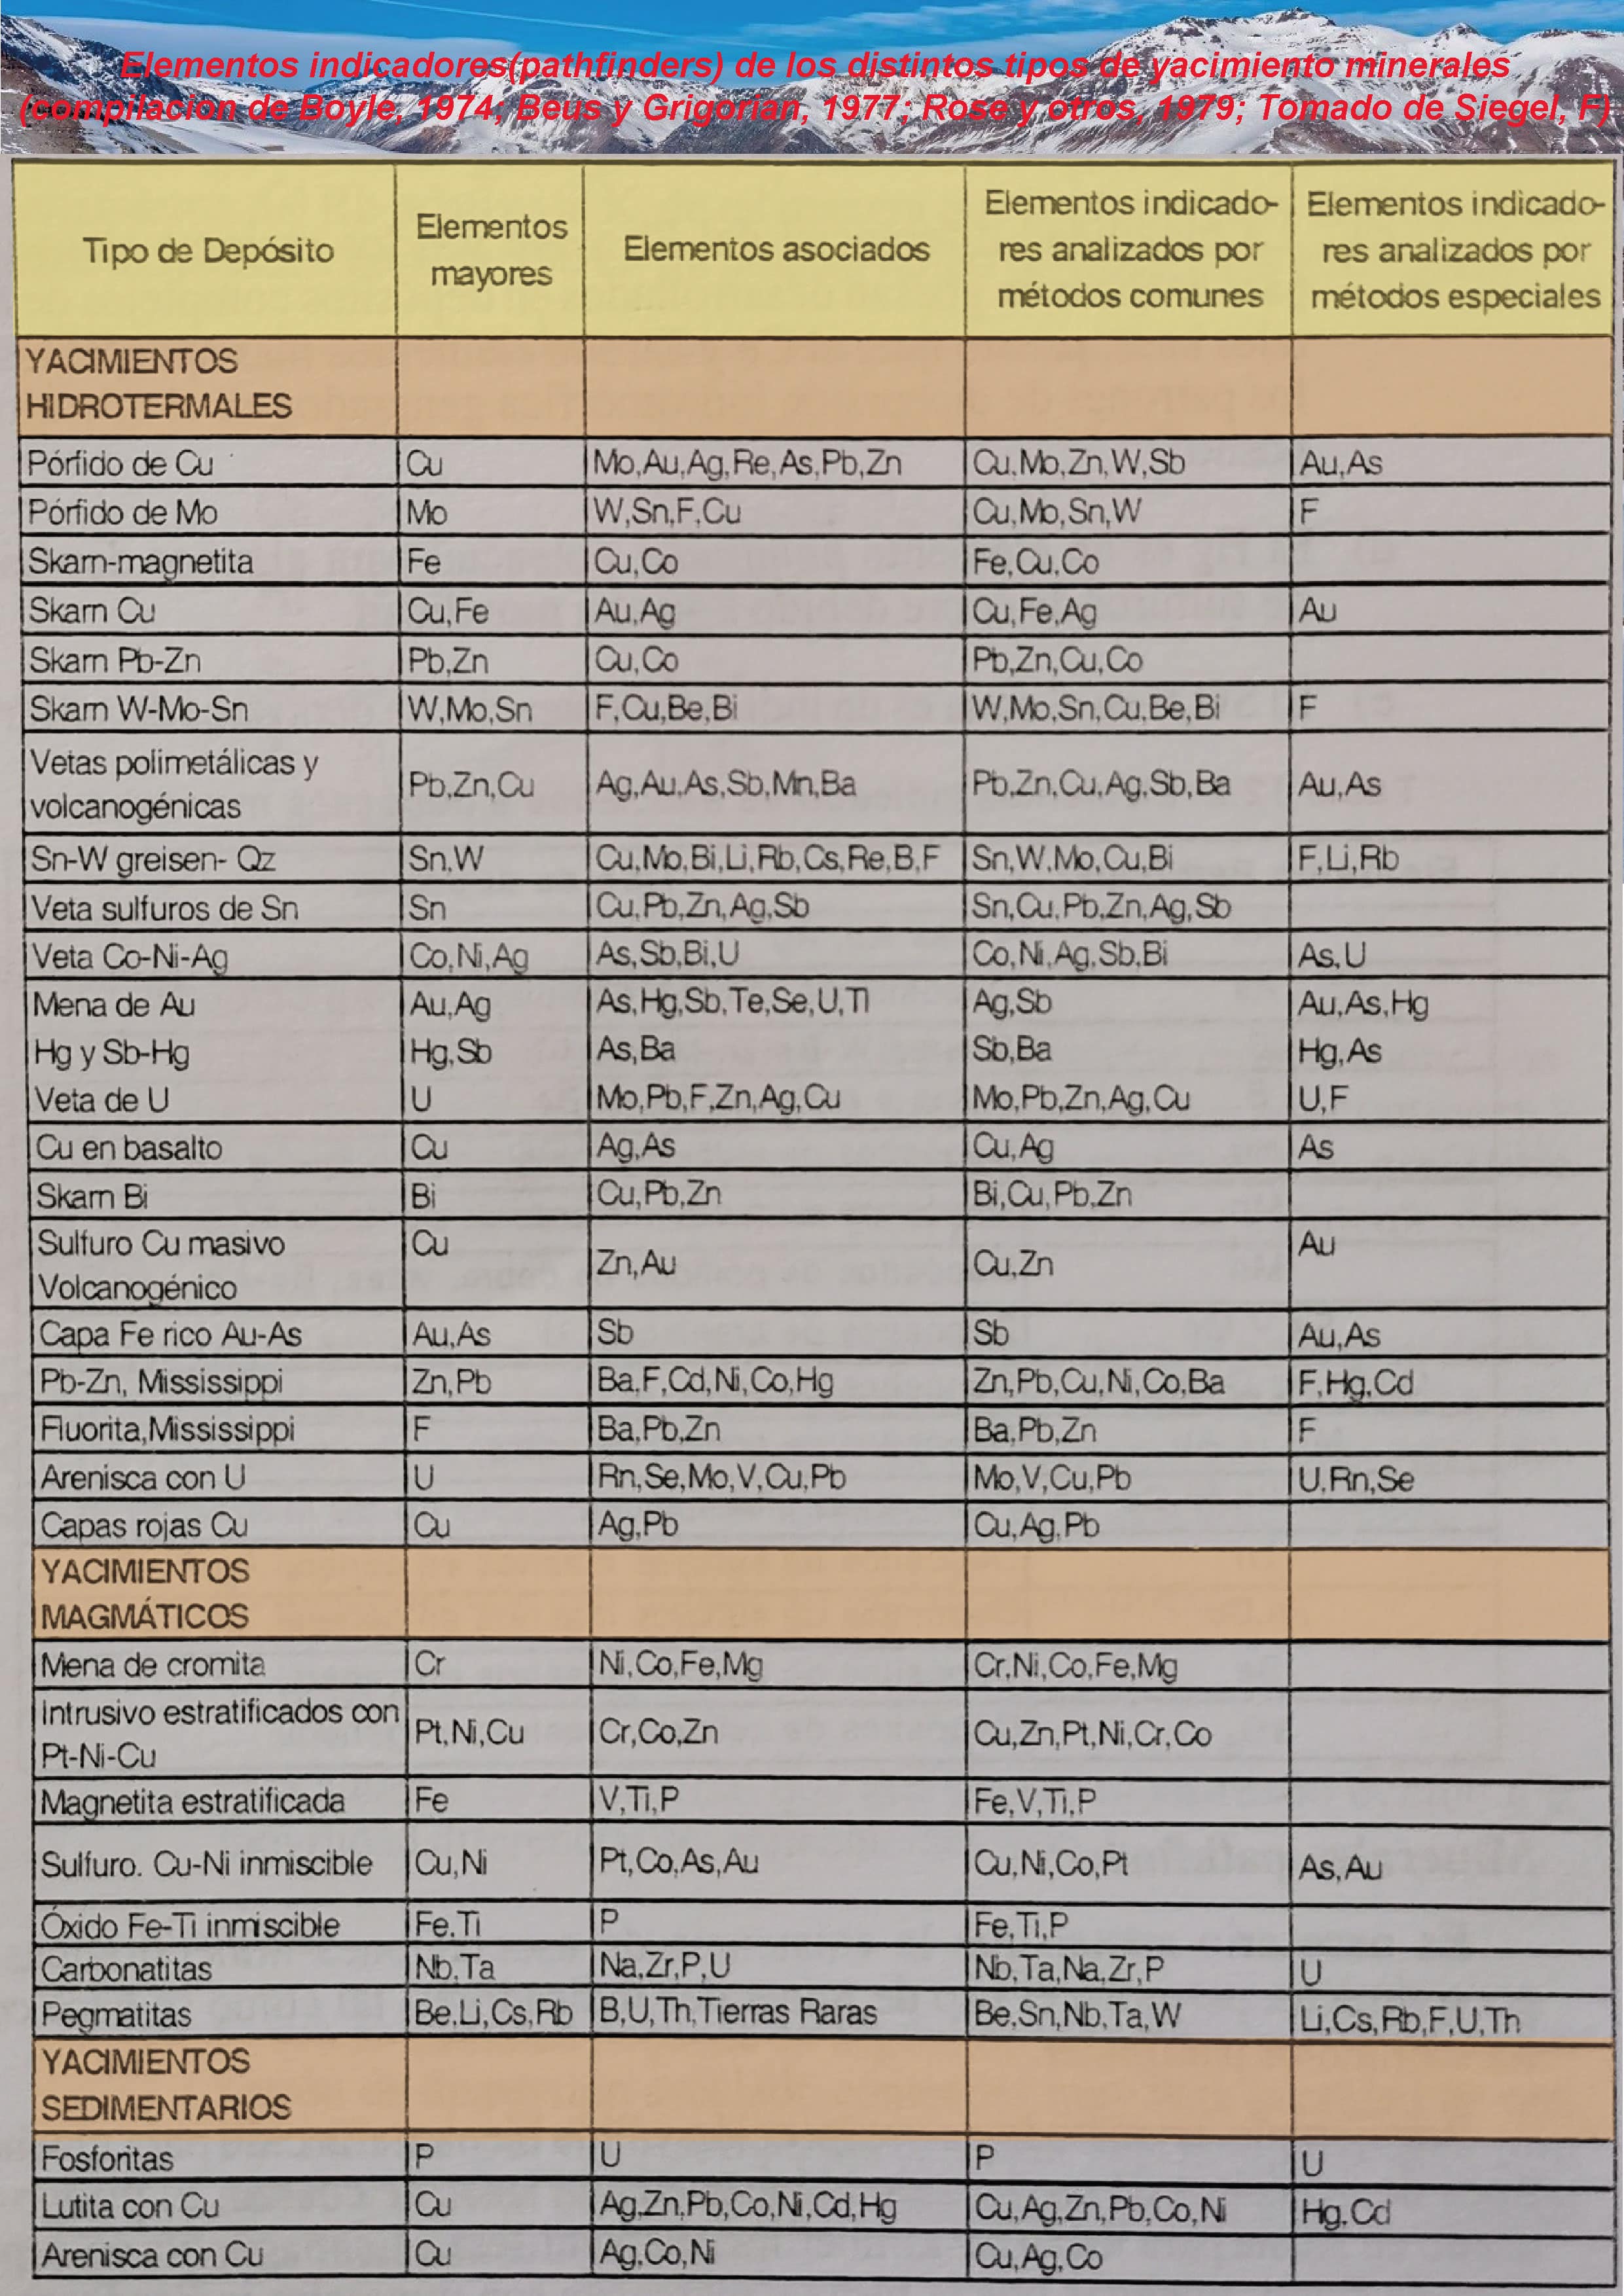 Elementos indicadores(pathfinders) de los distintos tipos de yacimiento minerales
(compilacion de Boyle, 1974; Beus y Grigorian, 1977; Rose y otros, 1979; Tomado de Siegel, F)
Tipo de Depósito Elementos mayores Elementos asociados Elementos indicado-res analizados por métodos comunes Elementos indicado-res analizados por métodos especiales
YACIMIENTOS
HIDROTERMALES
Pórfido de Cu Cu Mo,Au,Ag,Re,As,Pb,Zn Cu,Mo,Zn,W,Sb Au,As
Pórfido de Mo Mo W,Sn,F,Cu Cu,Mo,Sn,W F
Skarn-magnetita Fe Cu,Co Fe,Cu,Co
Skarn Cu Cu,Fe Au,Ag Cu,Fe,Ag Au
Skarn Pb-Zn Pb,Zn Cu,Co Pb,Zn,Cu,Co
Skarn W-Mo-Sn W,Mo,Sn F,Cu,Be,Bi W,Mo,Sn,Cu,Be,Bi F
Vetas polimetálicas y
volcanogénicas Pb,Zn,Cu Ag,Au,As,Sb,Mn,Ba Pb,Zn,Cu,Ag,Sb,Ba Au,As
Sn-W greisen- Qz Sn,W Cu,Mo,Bi,Li,Rb,Cs,Re,B,F Sn,W,Mo,Cu,Bi F,Li,Rb
Veta sulfuros de Sn Sn Cu,Pb,Zn,Ag,Sb Sn,Cu,Pb,Zn,Ag,Sb
Veta Co-Ni-Ag Co,Ni,Ag As,Sb,Bi,U Co,Ni,Ag,Sb,Bi As,U
Mena de Au Au,Ag As,Hg,Sb,Te,Se,U,Tl Ag,Sb Au,As,Hg
Hg y Sb-Hg Hg,Sb As,Ba Sb,Ba Hg,As
Veta de U U Mo,Pb,F,Zn,Ag,Cu Mo,Pb,Zn,Ag,Cu U,F
Cu en basalto Cu Ag,As Cu,Ag As
Skarn Bi Bi Cu,Pb,Zn Bi,Cu,Pb,Zn
Sulfuro Cu masivo
Volcanogénico Cu Zn,Au Cu,Zn Au
Capa Fe rico Au-As Au,As Sb Sb Au,As
Pb-Zn, Mississippi Zn,Pb Ba,F,Cd,Ni,Co,Hg Zn,Pb,Cu,Ni,Co,Ba F,Hg,Cd
Fluorita,Mississippi F Ba,Pb,Zn Ba,Pb,Zn F
Arenisca con U U Rn,Se,Mo,V,Cu,Pb Mo,V,Cu,Pb U,Rn,Se
Capas rojas Cu Cu Ag,Pb Cu,Ag,Pb
YACIMIENTOS
MAGMÁTICOS
Mena de cromita Cr Ni,Co,Fe,Mg Cr,Ni,Co,Fe,Mg
Intrusivo estratificados con
Pt-Ni-Cu Pt,Ni,Cu Cr,Co,Zn Cu,Zn,Pt,Ni,Cr,Co
Magnetita estratificada Fe V,Ti,P Fe,V,Ti,P
Sulfuro. Cu-Ni inmiscible Cu,Ni Pt,Co,As,Au Cu,Ni,Co,Pt As,Au
Óxido Fe-Ti inmiscible Fe.Ti P Fe,Ti,P
Carbonatitas Nb,Ta Na,Zr,P,U Nb,Ta,Na,Zr,P U
Pegmatitas Be,Li,Cs,Rb B,U,Th,Tierras Raras Be,Sn,Nb,Ta,W Li,Cs,Rb,F,U,Th
YACIMIENTOS
SEDIMENTARIOS
Fosforitas P U P U
Lutita con Cu Cu Ag,Zn,Pb,Co,Ni,Cd,Hg Cu,Ag,Zn,Pb,Co,Ni Hg,Cd
Arenisca con Cu Cu Ag,Co,Ni Cu,Ag,Co